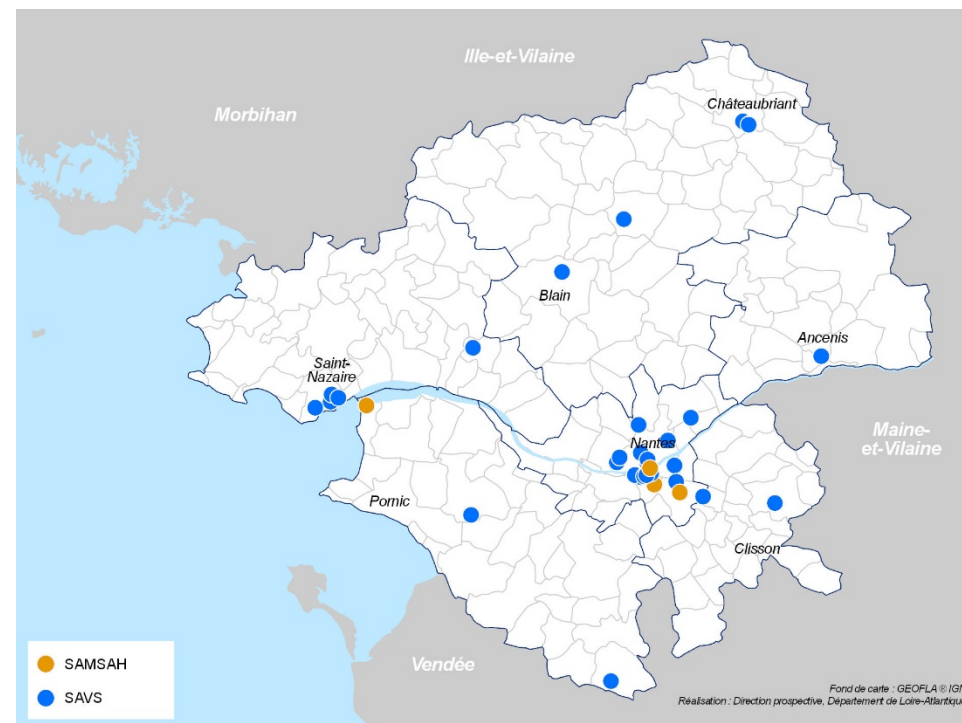 Ille-et-Vilaine
Morbihan
Châteaubriant
Blain
Ancenis
Saint-
Nazaire
Nantes
Maine-
et-Vilaine
Pornic
Clisson
Vendée
SAMSAH
SAVS
Fond de carte : GEOFLA ® IGN
Réalisation : Direction prospective, Département de Loire-Atlantique